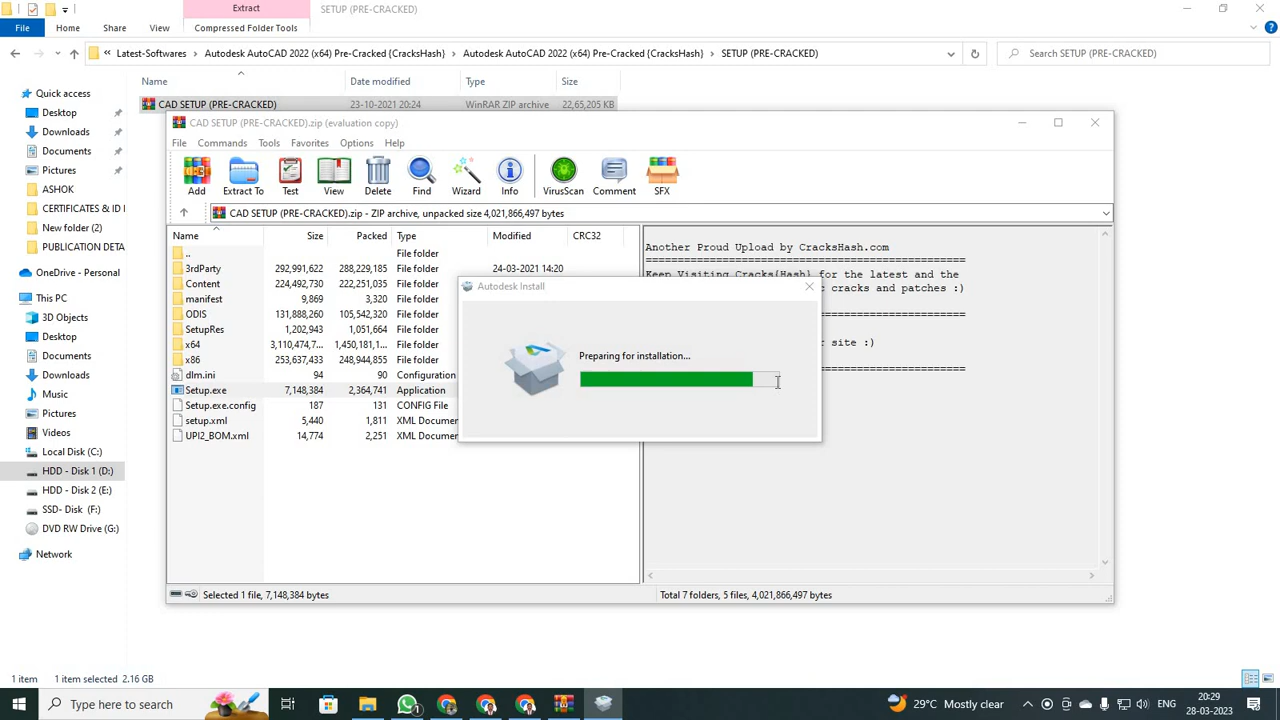 Extract
SETUP (PRE-CRACKED)
File
Home
Share
View
Compressed Folder Tools
Latest-Softwares
Autodesk AutoCAD 2022 (x64) Pre-Cracked {CracksHash}
Autodesk AutoCAD 2022 (x64) Pre-Cracked {CracksHash}
SETUP (PRE-CRACKED)
Search SETUP (PRE-CRACKED)
Name
Date modified
Type
Size
CAD SETUP (PRE-CRACKED)
23-10-2021 20:24
WinRAR ZIP archive
22,65,205 KB
Quick access
Desktop
Downloads
Documents
Pictures
ASHOK
CERTIFICATES & ID
New folder (2)
PUBLICATION DETA
OneDrive - Personal
This PC
3D Objects
Desktop
Documents
Downloads
Music
Pictures
Videos
Local Disk (C:)
HDD - Disk 1 (D:)
HDD - Disk 2 (E:)
SSD- Disk (F:)
DVD RW Drive (G:)
Network
CAD SETUP (PRE-CRACKED).zip (evaluation copy)
File Commands Tools Favorites Options Help
Add Extract To Test View Delete Find Wizard Info VirusScan Comment SFX
CAD SETUP (PRE-CRACKED).zip - ZIP archive, unpacked size 4,021,866,497 bytes
Name Size Packed Type Modified CRC32
.. File folder
3rdParty 292,991,622 288,229,185 File folder 24-03-2021 14:20
Content 224,492,730 222,251,035 File folder
manifest 9,869 3,320 File folder
ODIS 131,888,260 105,542,320 File folder
SetupRes 1,202,943 1,051,664 File folder
x64 3,110,474,7... 1,450,181,1... File folder
x86 253,637,433 248,944,855 File folder
dlm.ini 94 90 Configuration
Setup.exe 7,148,384 2,364,741 Application
Setup.exe.config 187 131 CONFIG File
setup.xml 5,440 1,811 XML Documen
UPI2_BOM.xml 14,774 2,251 XML Documen
Another Proud Upload by CracksHash.com
==============================================
Keep Visiting Cracks{Hash} for the latest and the
cracks and patches :)
site :)
Autodesk Install
Preparing for installation...
Selected 1 file, 7,148,384 bytes
Total 7 folders, 5 files, 4,021,866,497 bytes
1 item
1 item selected 2.16 GB
Type here to search
29°C Mostly clear
ENG
20:29
28-03-2023